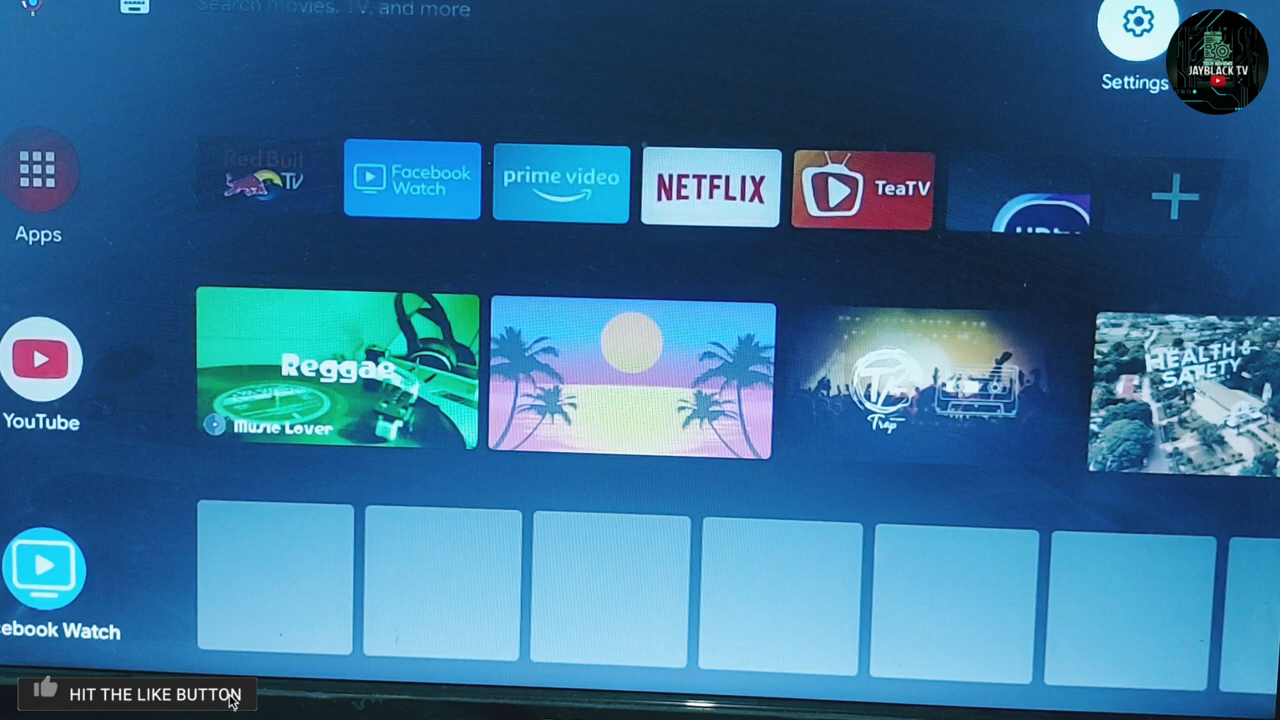 Search movies, TV, and more
Settings
JAYBLACK TV
Apps
Red Bull
TV
Facebook
Watch
prime video
NETFLIX
TeaTV
YouTube
Reggae
Music Lover
Trap
HEALTH &
SAFETY
ebook Watch
HIT THE LIKE BUTTON